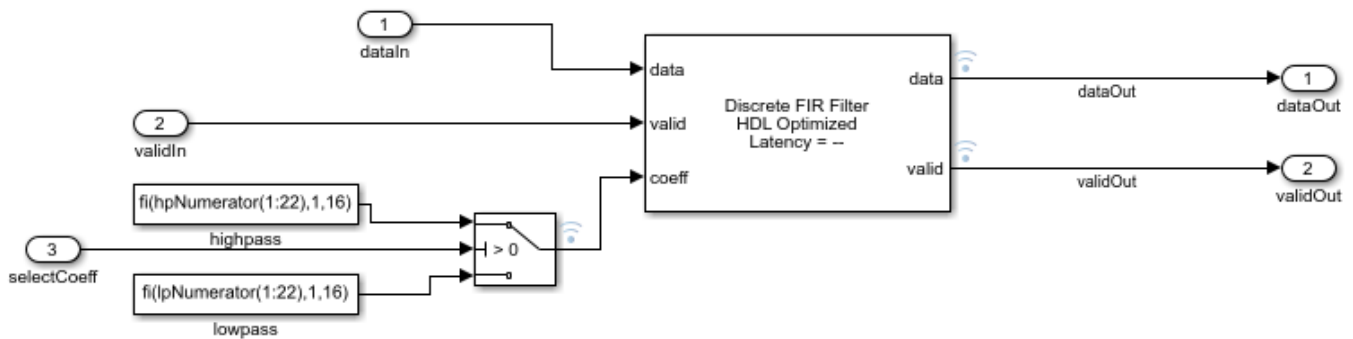 1
dataIn
2
validIn
fi(hpNumerator(1:22),1,16)
highpass
3
selectCoeff
fi(lpNumerator(1:22),1,16)
lowpass
> 0
data
valid
coeff
Discrete FIR Filter
HDL Optimized
Latency = --
data
valid
dataOut
validOut
1
dataOut
2
validOut